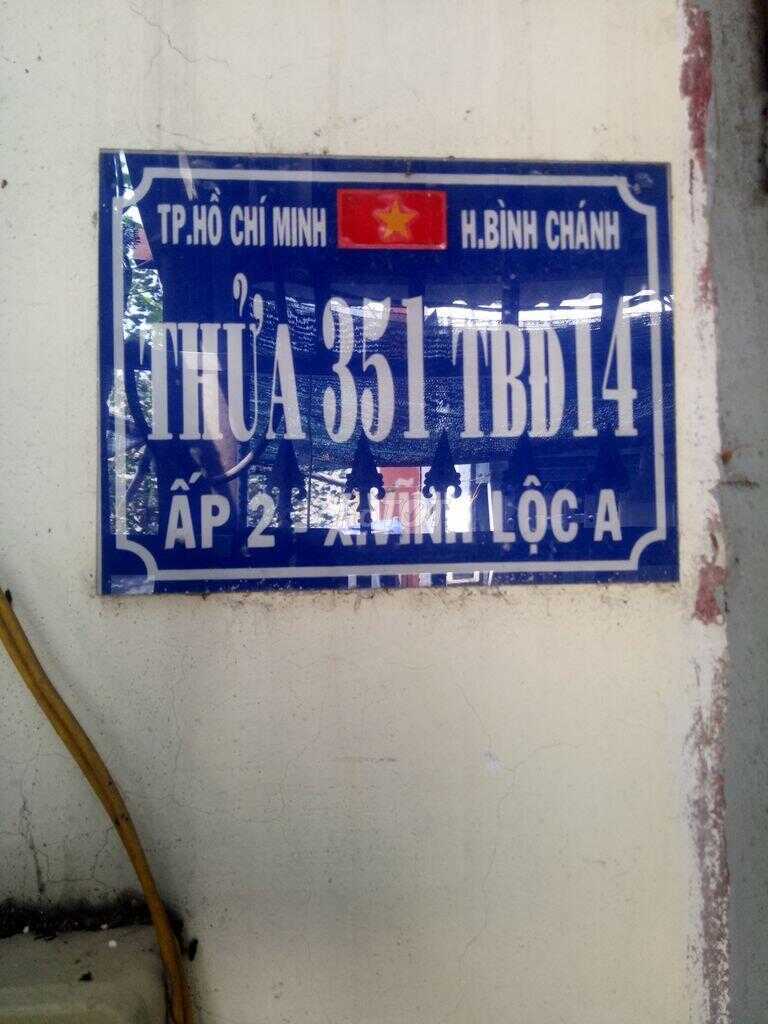 TP.HỒ CHÍ MINH H.BÌNH CHÁNH
THỬA 351 TBĐ14
ẤP 2 - X.VĨNH LỘC A